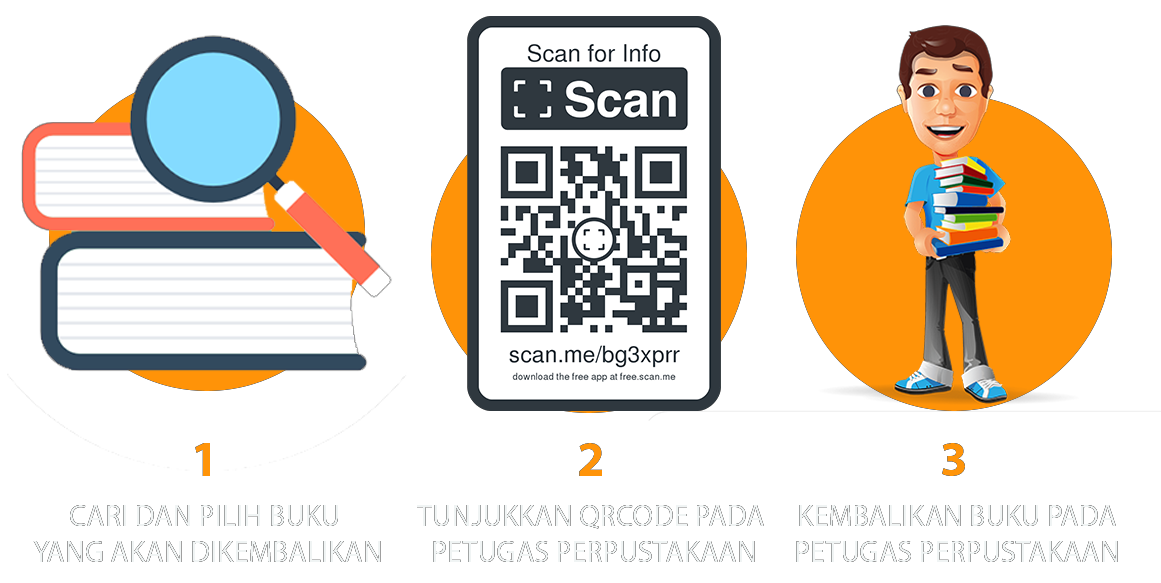 Scan for Info
Scan
scan.me/bg3xprr
download the free app at free.scan.me
1
CARI DAN PILIH BUKU
YANG AKAN DIKEMBALIKAN
2
TUNJUKKAN QRCODE PADA
PETUGAS PERPUSTAKAAN
3
KEMBALIKAN BUKU PADA
PETUGAS PERPUSTAKAAN